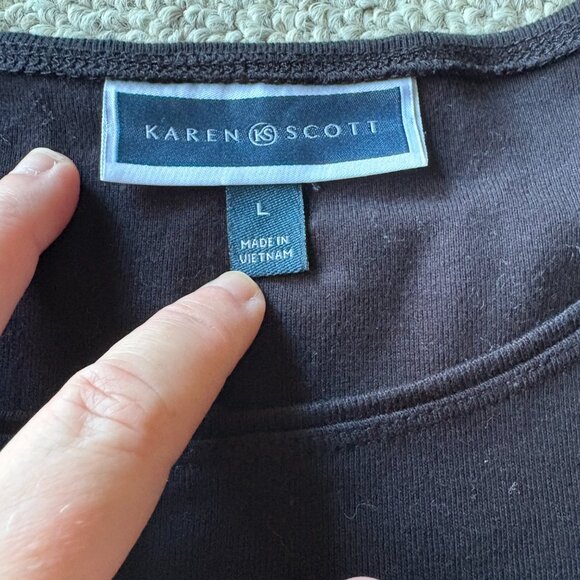 KAREN KS SCOTT
L
MADE IN
VIETNAM